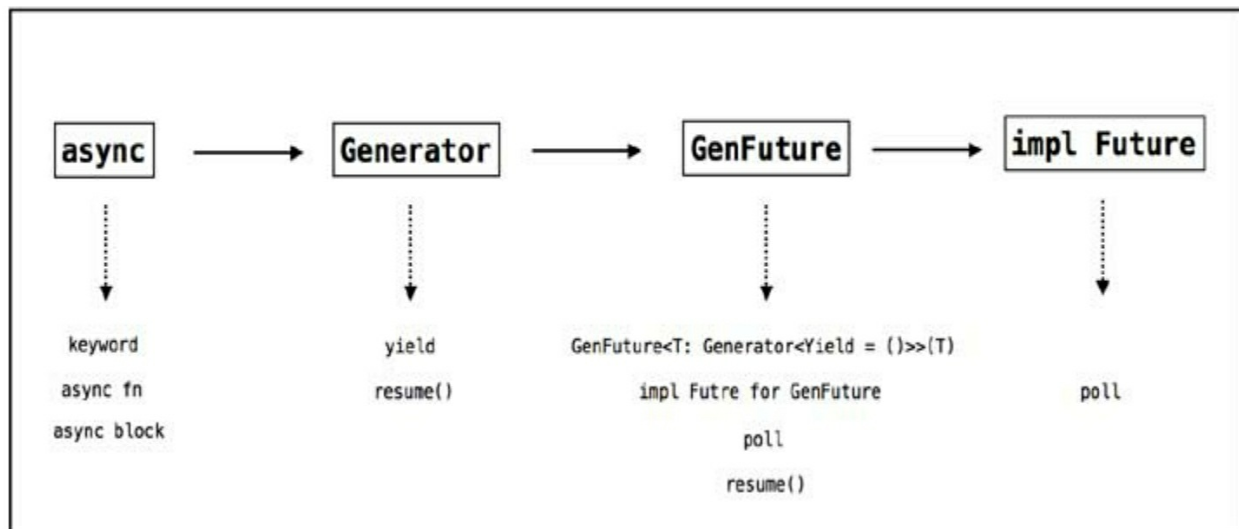 async
Generator
GenFuture
impl Future
keyword
async fn
async block
yield
resume()
GenFuture<T: Generator<Yield = ()>>(T)
impl Futre for GenFuture
poll
resume()
poll